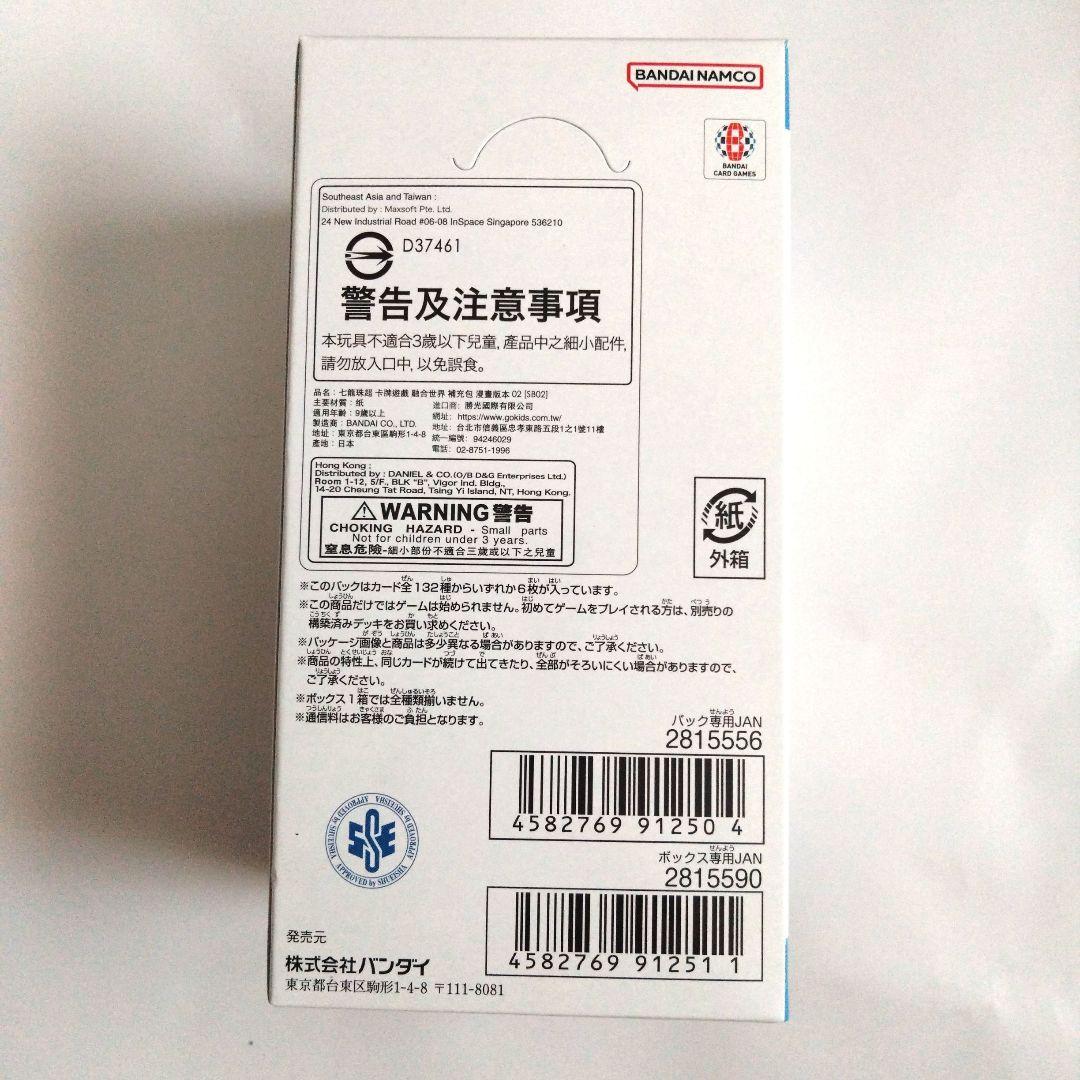 BANDAI NAMCO
BANDAI
CARD GAMES
Southeast Asia and Taiwan :
Distributed by : Maxsoft Pte. Ltd.
24 New Industrial Road #06-08 InSpace Singapore 536210
D37461
警告及注意事項
本玩具不適合3歲以下兒童, 產品中之細小配件,
請勿放入口中, 以免誤食。
品名：七龍珠超 卡牌遊戲 融合世界 補充包 漫畫版本 02 [SB02]
主要材質：紙
適用年齡：9歲以上
製造商：BANDAI CO., LTD.
地址：東京都台東區駒形1-4-8
產地：日本
進口商：勝光國際有限公司
網址：https://www.gokids.com.tw/
地址：台北市信義區忠孝東路五段1之1號11樓
統一編號：94246029
電話：02-8751-1996
Hong Kong :
Distributed by : DANIEL & CO.(O/B D&G Enterprises Ltd.)
Room 1-12, 5/F., BLK "B", Vigor Ind. Bldg.,
14-20 Cheung Tat Road, Tsing Yi Island, NT, Hong Kong.
WARNING 警告
CHOKING HAZARD - Small parts
Not for children under 3 years.
窒息危險-細小部份不適合三歲或以下之兒童
紙
外箱
※このパックはカード全132種からいずれか6枚が入っています。
※この商品だけではゲームは始められません。初めてゲームをプレイされる方は、別売りの
構築済みデッキをお買い求めください。
※パッケージ画像と商品は多少異なる場合がありますので、ご了承ください。
※商品の特性上、同じカードが続けて出てきたり、全部がそろいにくい場合がありますので、
ご了承ください。
※ボックス1箱では全種類揃いません。
※通信料はお客様のご負担となります。
パック専用JAN
2815556
4582769 91250 4
ボックス専用JAN
2815590
4582769 91251 1
APPROVED by SHUEISHA
APPROVED by SHUEISHA
APPROVED by SHUEISHA
発売元
株式会社バンダイ
東京都台東区駒形1-4-8 〒111-8081